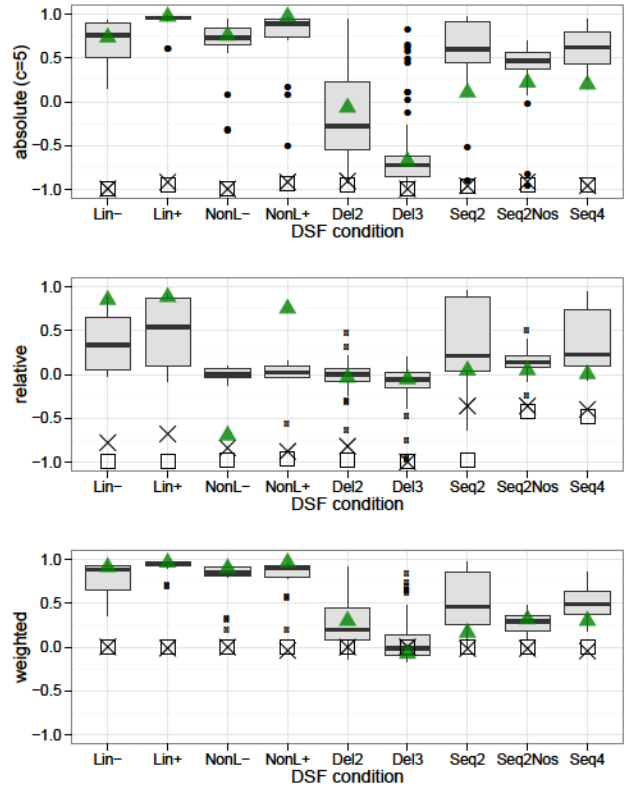 absolute (c=5)
1.0
0.5
0.0
−0.5
−1.0
Lin− Lin+ NonL− NonL+ Del2 Del3 Seq2 Seq2Nos Seq4
DSF condition
relative
1.0
0.5
0.0
−0.5
−1.0
Lin− Lin+ NonL− NonL+ Del2 Del3 Seq2 Seq2Nos Seq4
DSF condition
weighted
1.0
0.5
0.0
−0.5
−1.0
Lin− Lin+ NonL− NonL+ Del2 Del3 Seq2 Seq2Nos Seq4
DSF condition